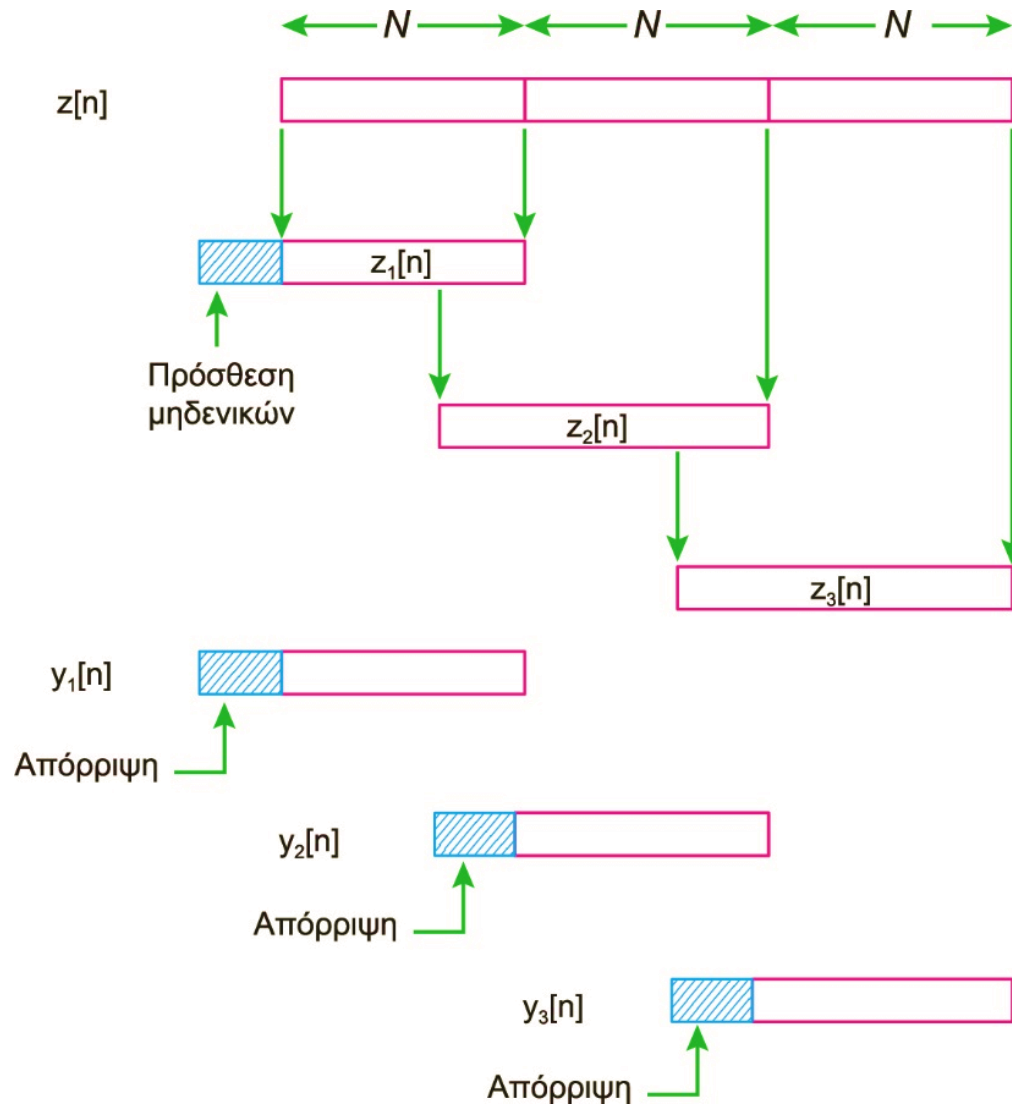 N N N
z[n]
z₁[n]
Πρόσθεση
μηδενικών
z₂[n]
z₃[n]
y₁[n]
Απόρριψη
y₂[n]
Απόρριψη
y₃[n]
Απόρριψη